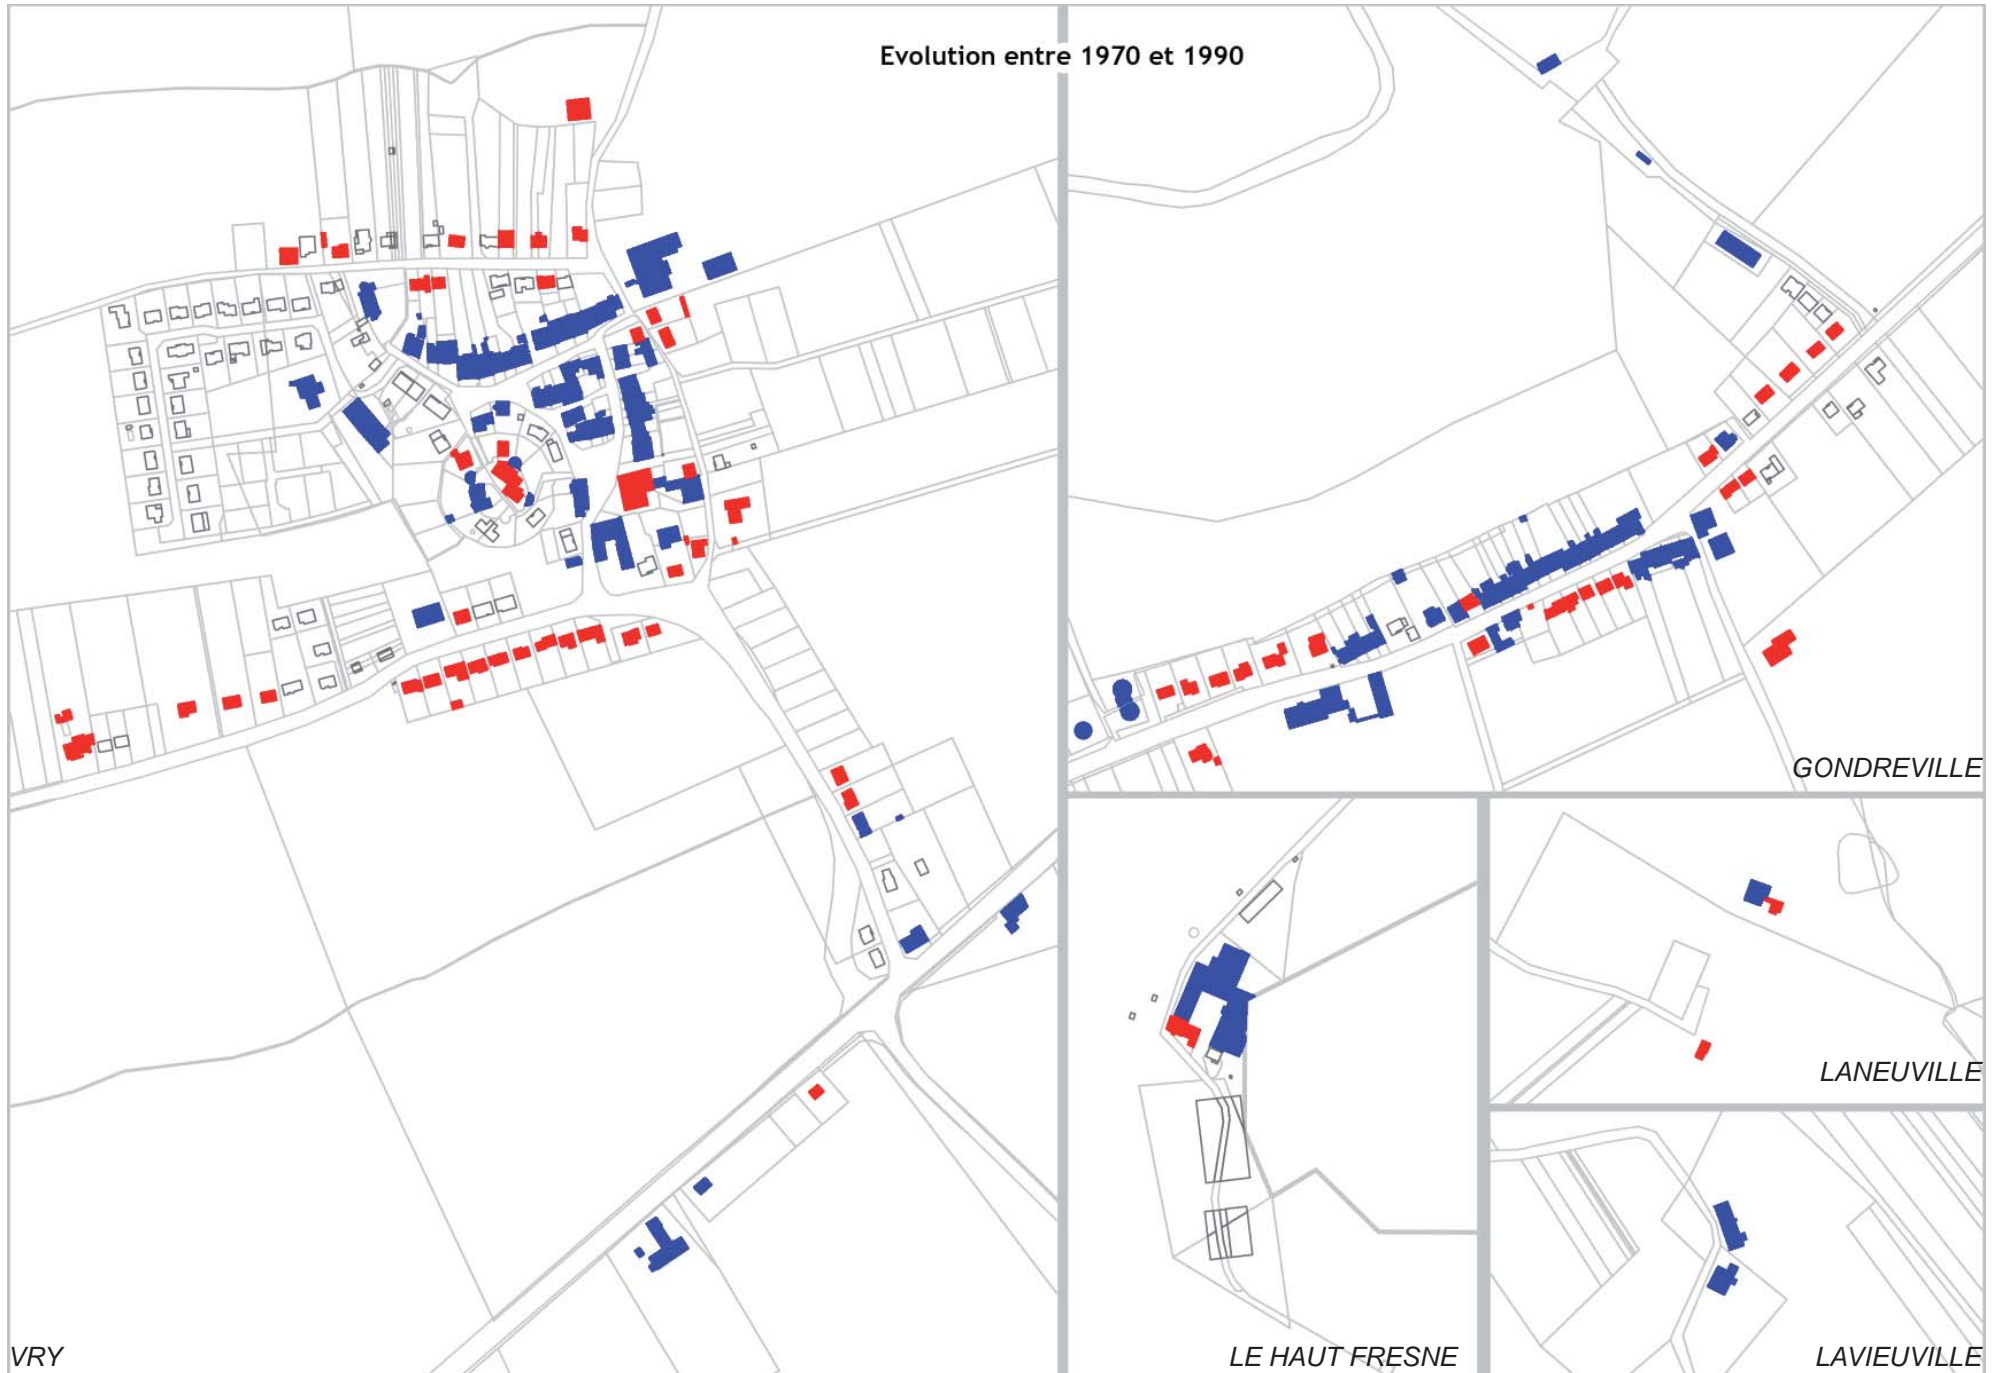 Evolution entre 1970 et 1990
GONDREVILLE
LANEUVILLE
VRY
LE HAUT FRESNE
LAVIEUVILLE